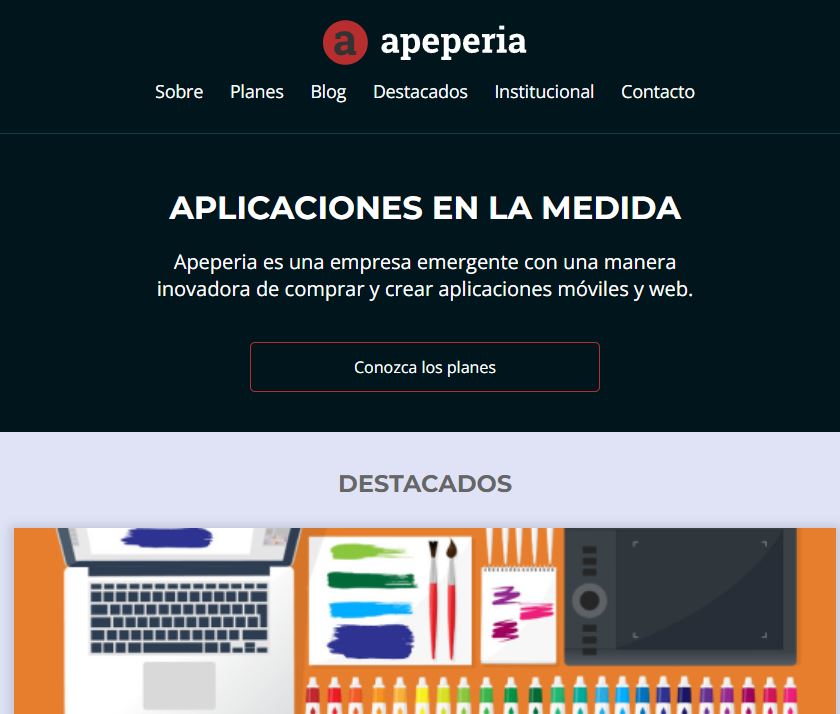 a apeperia
Sobre Planes Blog Destacados Institucional Contacto
APLICACIONES EN LA MEDIDA
Apeperia es una empresa emergente con una manera
inovadora de comprar y crear aplicaciones móviles y web.
Conozca los planes
DESTACADOS